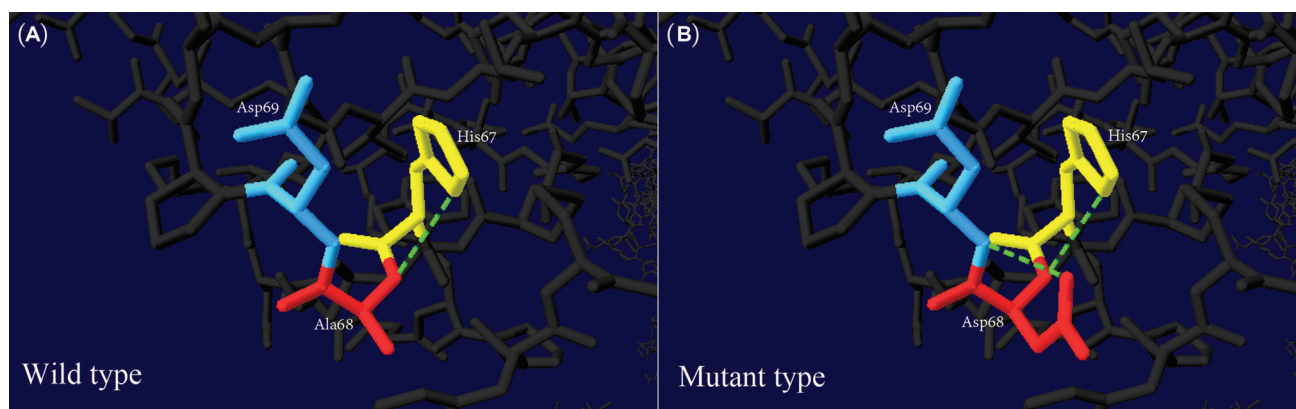 (A)
Asp69
His67
Ala68
Wild type
(B)
Asp69
His67
Asp68
Mutant type